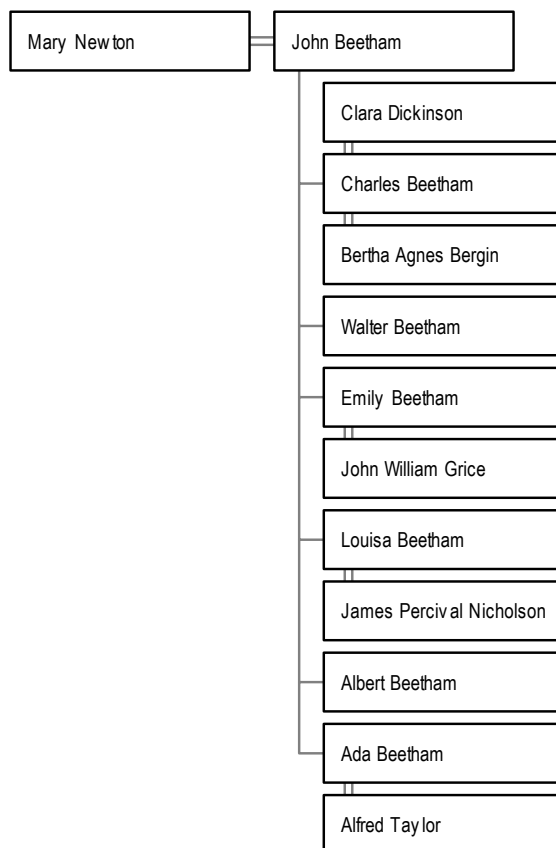 Mary Newton
John Beetham
Clara Dickinson
Charles Beetham
Bertha Agnes Bergin
Walter Beetham
Emily Beetham
John William Grice
Louisa Beetham
James Percival Nicholson
Albert Beetham
Ada Beetham
Alfred Taylor